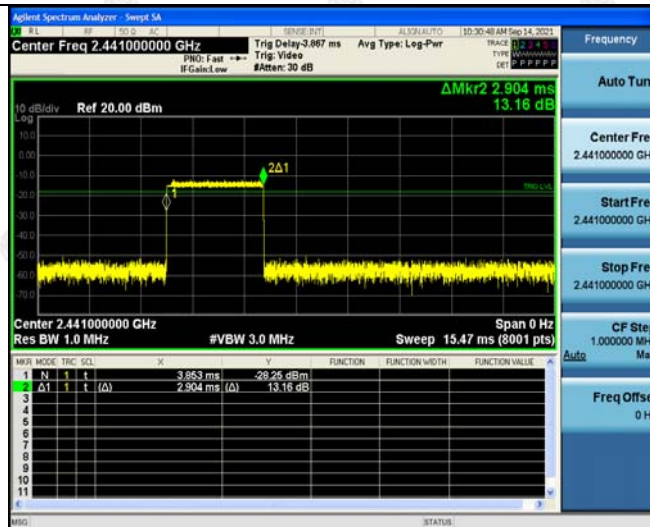 Agilent Spectrum Analyzer - Swept SA
RL RF 50 Ω AC SENSE:INT ALIGN AUTO 10:30:48 AM Sep 14, 2021
Center Freq 2.441000000 GHz
PNO: Fast
IFGain:Low
Trig Delay-3.867 ms
Trig: Video
#Atten: 30 dB
Avg Type: Log-Pwr
TRACE 1 2 3 4 5 6
TYPE
DET P P P P P P
Frequency
ΔMkr2 2.904 ms
13.16 dB
10 dB/div Ref 20.00 dBm
Log
10.0
0.00
-10.0
-20.0
-30.0
-40.0
-50.0
-60.0
-70.0
2Δ1
1
TRIG LVL
Center 2.441000000 GHz Span 0 Hz
Res BW 1.0 MHz #VBW 3.0 MHz Sweep 15.47 ms (8001 pts)
MKR MODE TRC SCL X Y FUNCTION FUNCTION WIDTH FUNCTION VALUE
1 N 1 t 3.853 ms -28.25 dBm
2 Δ1 1 t (Δ) 2.904 ms (Δ) 13.16 dB
3
4
5
6
7
8
9
10
11
MSG STATUS
Auto Tun
Center Fre
2.441000000 GH
Start Fre
2.441000000 GH
Stop Fre
2.441000000 GH
CF Ste
1.000000 MH
Auto Ma
Freq Offse
0 H